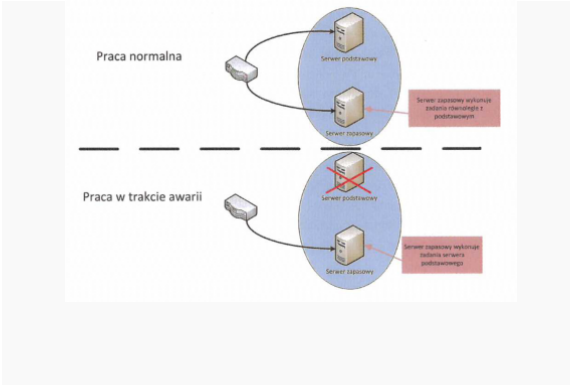 Praca normalna
Serwer podstawowy
Serwer zapasowy
Serwer zapasowy wykonuje
zadania równolegle z
podstawowym
Praca w trakcie awarii
Serwer podstawowy
Serwer zapasowy
Serwer zapasowy wykonuje
zadania serwera
podstawowego